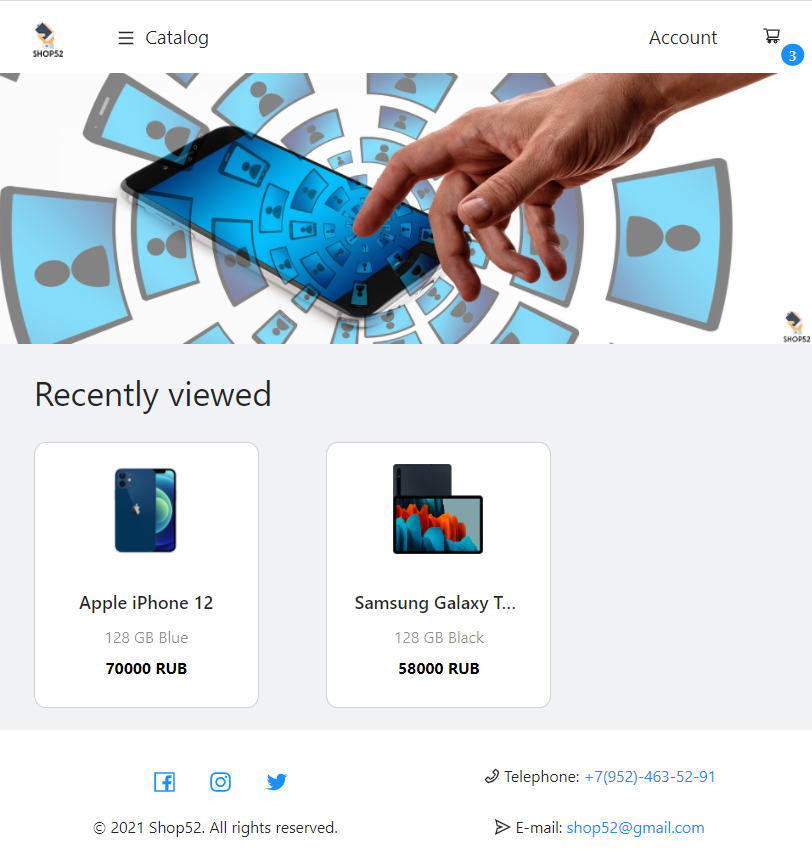 SHOP52
Catalog
Account
3
SHOP52
Recently viewed
Apple iPhone 12
128 GB Blue
70000 RUB
Samsung Galaxy T...
128 GB Black
58000 RUB
Telephone: +7(952)-463-52-91
© 2021 Shop52. All rights reserved.
E-mail: shop52@gmail.com